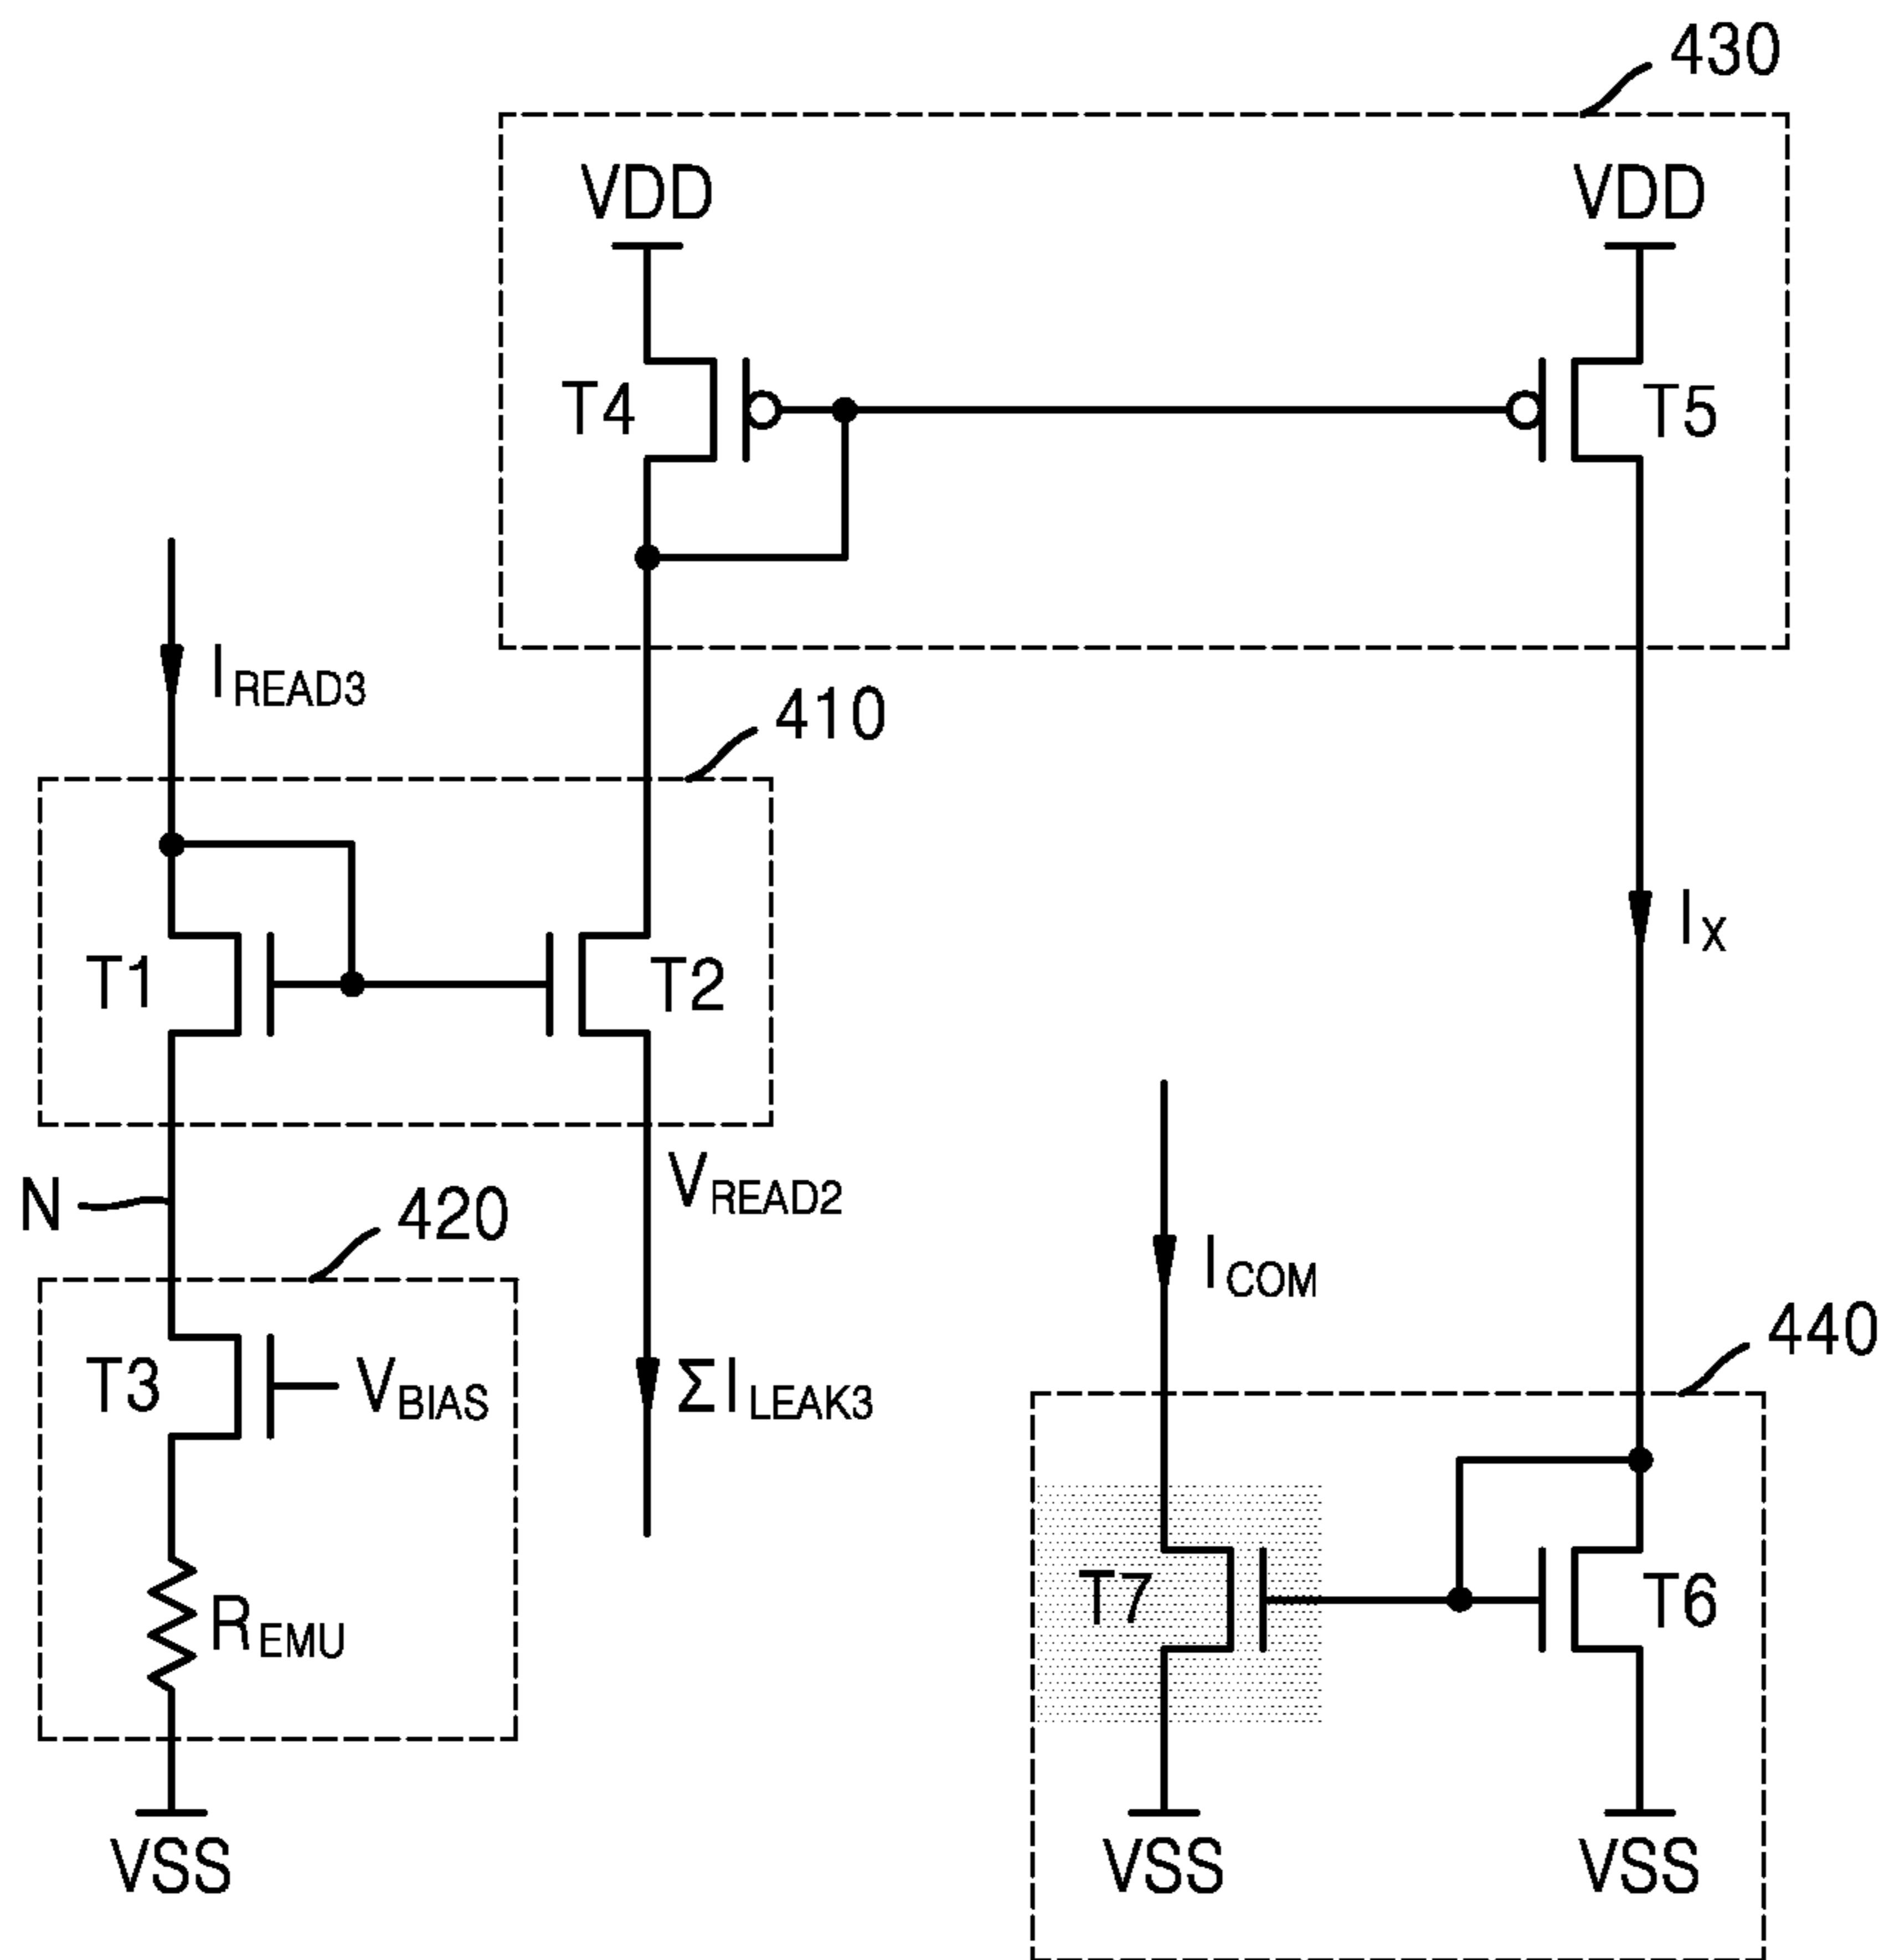 430
VDD
VDD
T4
T5
IREAD3
410
T1
T2
IX
N
VREAD2
420
ICOM
T3
VBIAS
ΣILEAK3
440
T7
T6
REMU
VSS
VSS
VSS